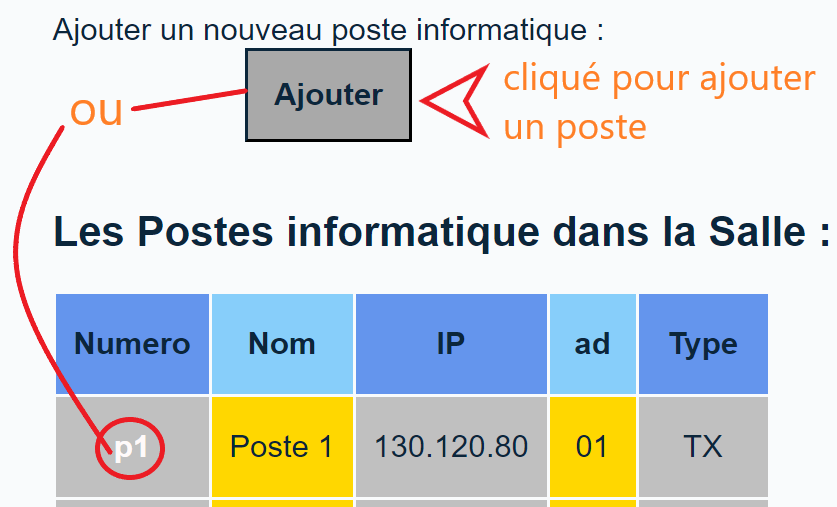 Ajouter un nouveau poste informatique :
Ajouter
ou
cliqué pour ajouter
un poste
Les Postes informatique dans la Salle :
Numero Nom IP ad Type
p1 Poste 1 130.120.80 01 TX